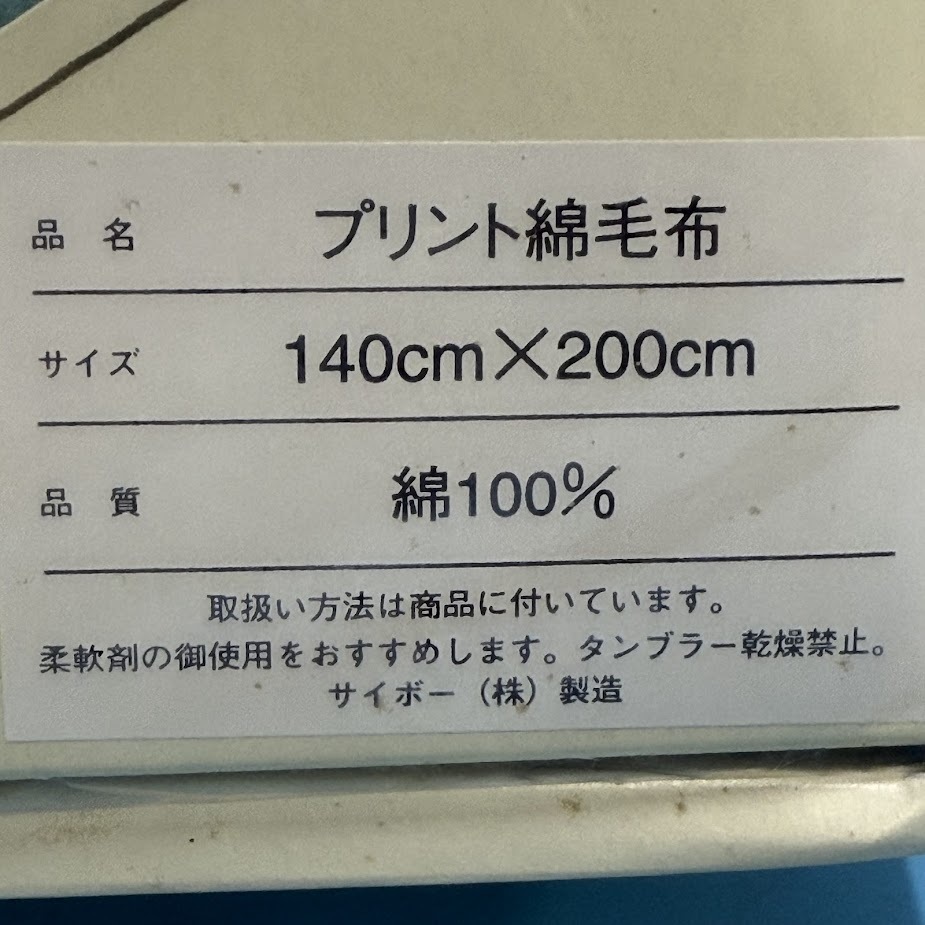 品 名 プリント綿毛布
サイズ 140cm×200cm
品 質 綿100%
取扱い方法は商品に付いています。
柔軟剤の御使用をおすすめします。タンブラー乾燥禁止。
サイボー(株)製造